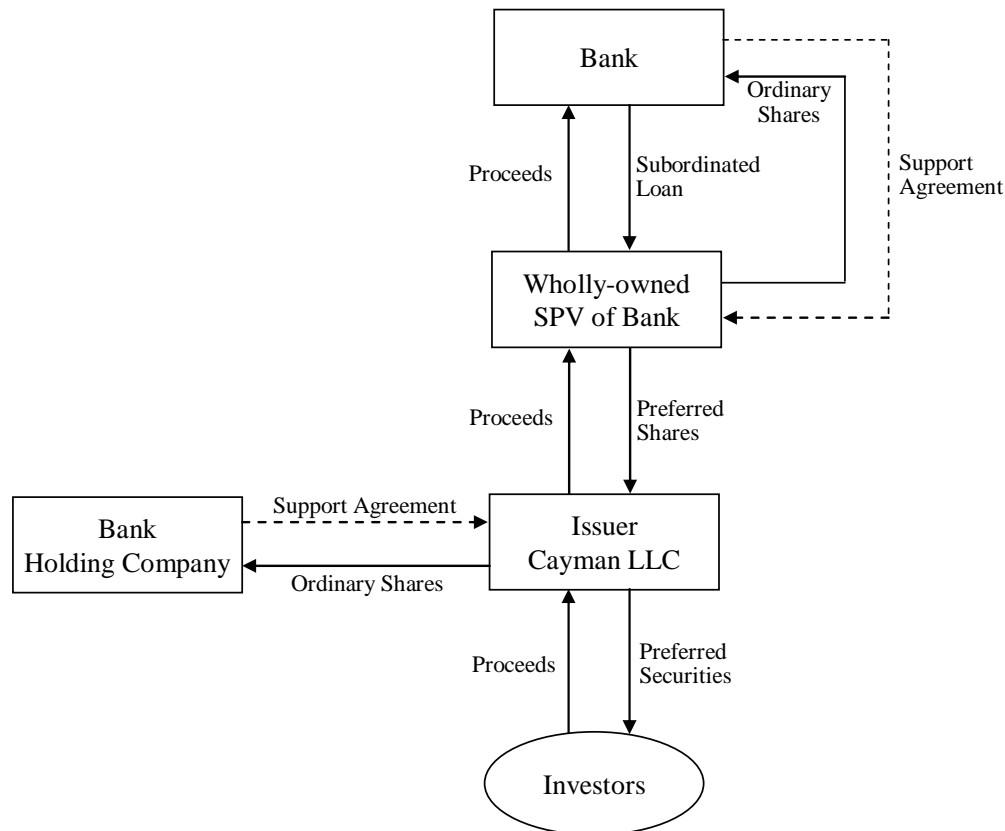 Bank
Ordinary
Shares
Proceeds
Subordinated
Loan
Support
Agreement
Wholly-owned
SPV of Bank
Proceeds
Preferred
Shares
Bank
Holding Company
Support Agreement
Ordinary Shares
Issuer
Cayman LLC
Proceeds
Preferred
Securities
Investors